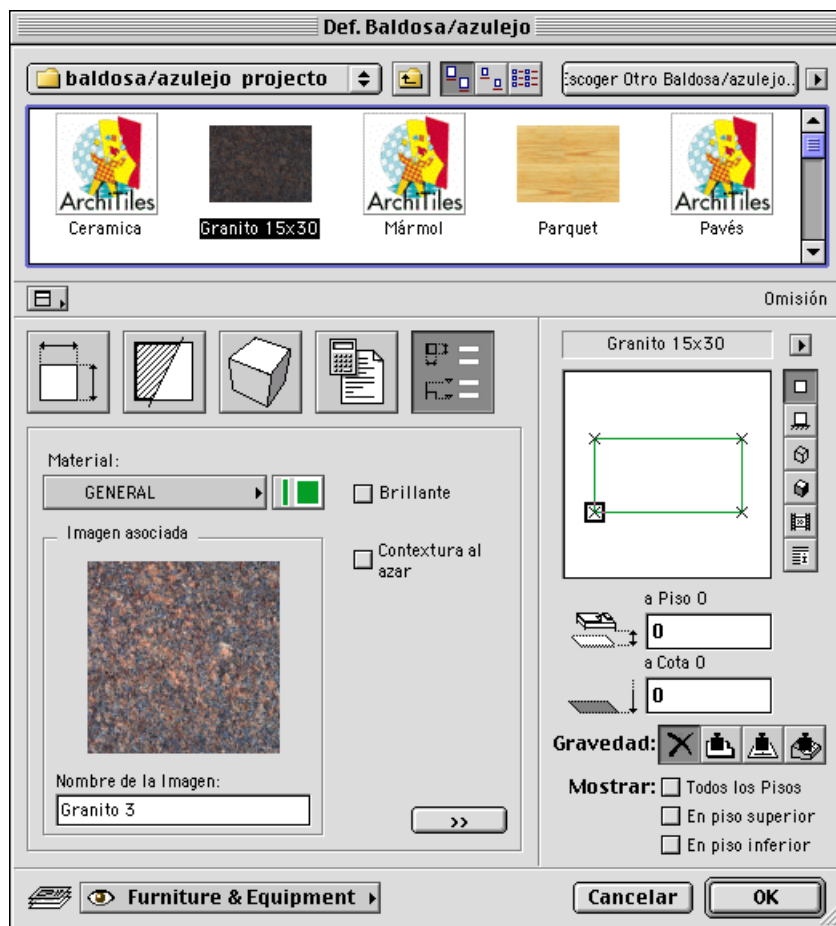 Def. Baldosa/azulejo
baldosa/azulejo projecto
Escoger Otro Baldosa/azulejo..
ArchiTiles
ArchiTiles
ArchiTiles
Ceramica
Granito 15x30
Mármol
Parquet
Pavés
Omisión
Granito 15x30
Material:
GENERAL
Brillante
Imagen asociada
Contextura al
azar
Nombre de la Imagen:
Granito 3
>>
a Piso 0
0
a Cota 0
0
Gravedad:
Mostrar:
Todos los Pisos
En piso superior
En piso inferior
Furniture & Equipment
Cancelar
OK